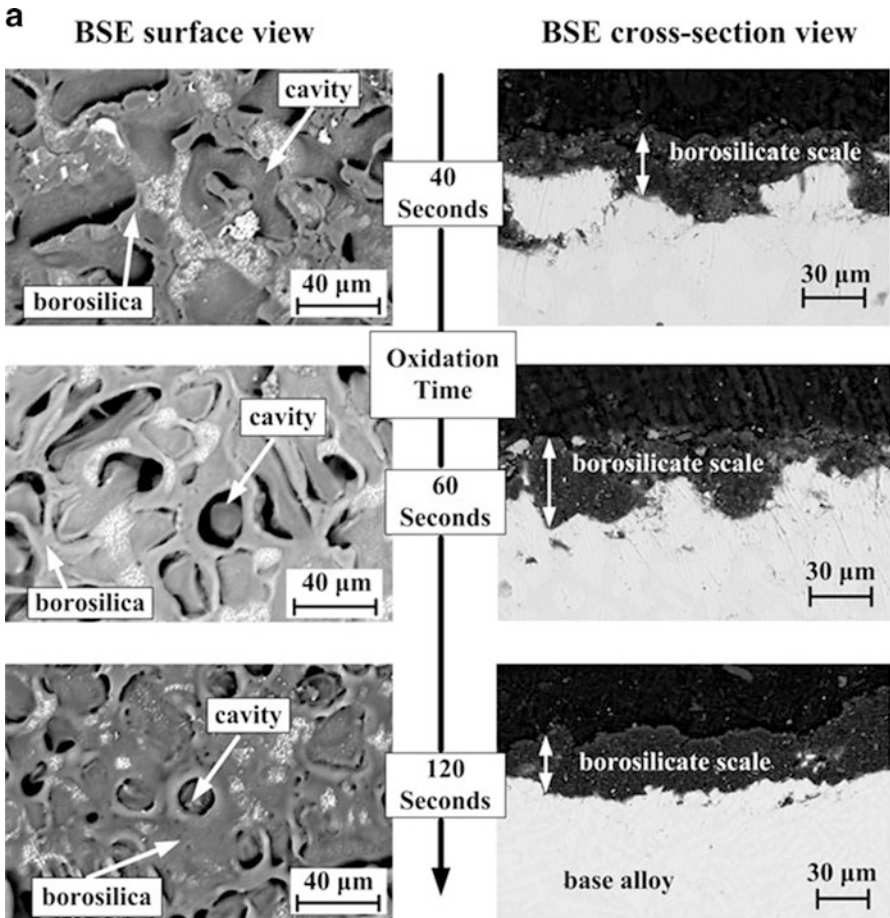 a
BSE surface view
BSE cross-section view
cavity
borosilica
40 μm
40
Seconds
borosilicate scale
30 μm
Oxidation
Time
cavity
borosilica
40 μm
60
Seconds
borosilicate scale
30 μm
cavity
borosilica
40 μm
120
Seconds
borosilicate scale
base alloy
30 μm